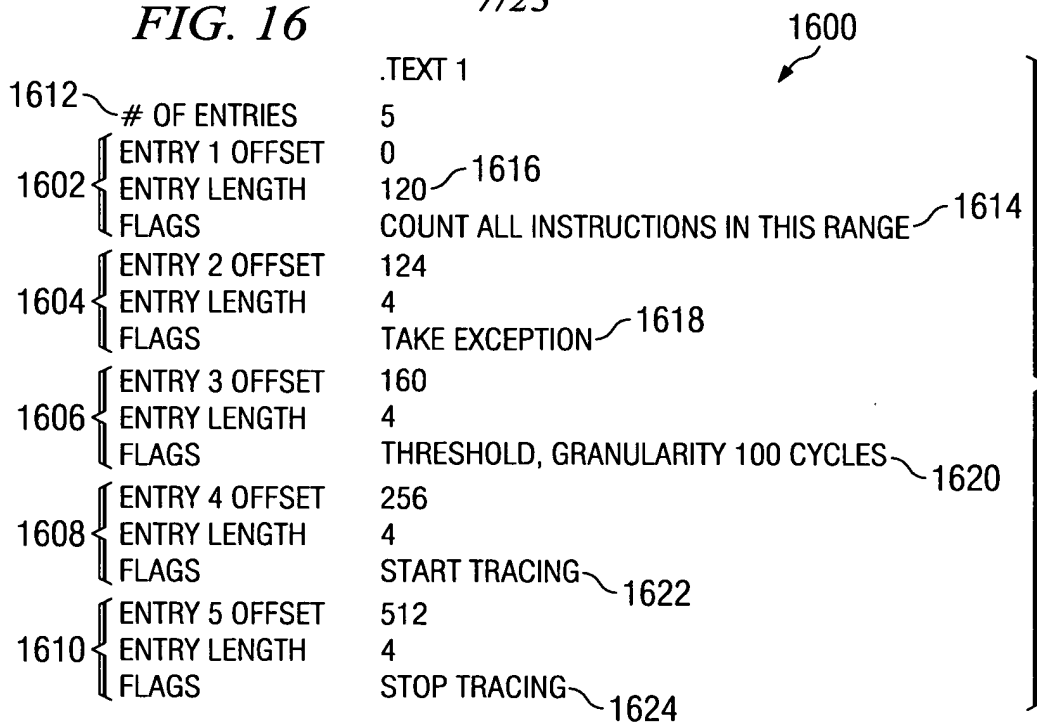 FIG. 16
1600
.TEXT 1
1612 # OF ENTRIES 5
ENTRY 1 OFFSET 0
1602 ENTRY LENGTH 120 1616
FLAGS COUNT ALL INSTRUCTIONS IN THIS RANGE 1614
ENTRY 2 OFFSET 124
1604 ENTRY LENGTH 4
FLAGS TAKE EXCEPTION 1618
ENTRY 3 OFFSET 160
1606 ENTRY LENGTH 4
FLAGS THRESHOLD, GRANULARITY 100 CYCLES 1620
ENTRY 4 OFFSET 256
1608 ENTRY LENGTH 4
FLAGS START TRACING 1622
ENTRY 5 OFFSET 512
1610 ENTRY LENGTH 4
FLAGS STOP TRACING 1624